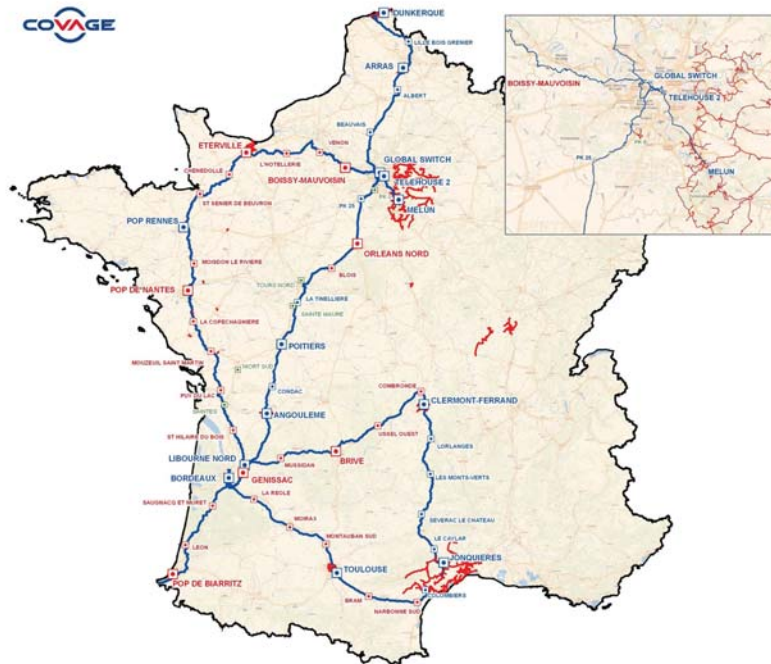 COVAGE
DUNKERQUE
LILLE BOIS GRENIER
ARRAS
ALBERT
BEAUVAIS
ETERVILLE
VENON
L'HOTELLERIE
CHENEDOLLE
BOISSY-MAUVOISIN
GLOBAL SWITCH
TELEHOUSE 2
MELUN
ST SENIER DE BEUVRON
PK 25
POP RENNES
ORLEANS NORD
MOISDON LE RIVIERE
BLOIS
TOURS NORD
POP DE NANTES
LA TINELLIERE
SAINTE MAURE
LA COPECHAGNIERE
POITIERS
MOUZEUIL SAINT MARTIN
NIORT SUD
CONDAC
COMBRONDE
PUY DU LAC
CLERMONT-FERRAND
SAINTES
ANGOULEME
ST HILAIRE DU BOIS
USSEL OUEST
LORLANGES
LIBOURNE NORD
BRIVE
MUSSIDAN
GENISSAC
BORDEAUX
LES MONTS-VERTS
LA REOLE
SAUGNACQ ET MURET
SEVERAC LE CHATEAU
MOIRAX
MONTAUBAN SUD
LE CAYLAR
LEON
JONQUIERES
TOULOUSE
POP DE BIARRITZ
COLOMBIERS
BRAM
NARBONNE SUD
GLOBAL SWITCH
BOISSY-MAUVOISIN
TELEHOUSE 2
PK 25
MELUN